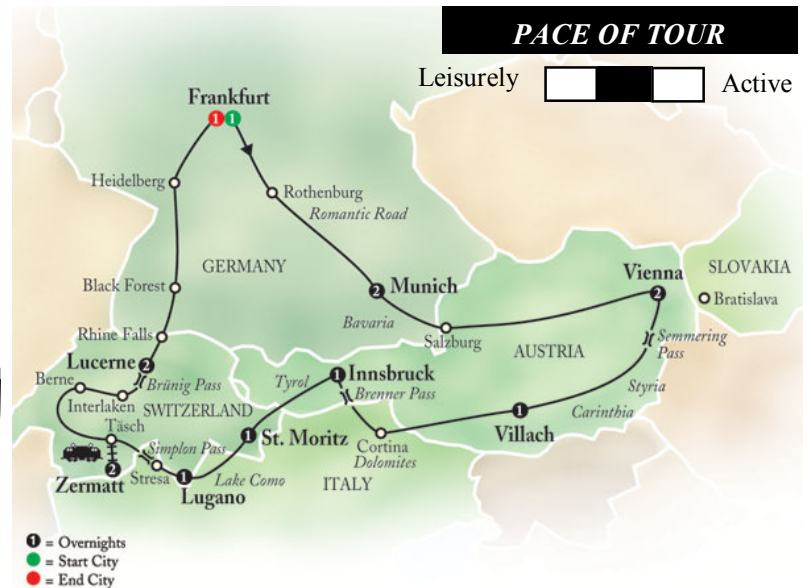 PACE OF TOUR
Leisurely Active
Frankfurt
1 1
Heidelberg
Rothenburg
Romantic Road
GERMANY
Black Forest
2 Munich
Vienna
2
SLOVAKIA
Bratislava
Bavaria
Salzburg
Rhine Falls
Semmering
Pass
Lucerne
2
AUSTRIA
Berne
Brünig Pass
Tyrol
1 Innsbruck
Brenner Pass
Styria
Interlaken
SWITZERLAND
Carinthia
1
Villach
Täsch
Simplon Pass
1 St. Moritz
Cortina
Dolomites
2
Zermatt
Stresa
1
Lugano
Lake Como
ITALY
1 = Overnights
= Start City
= End City